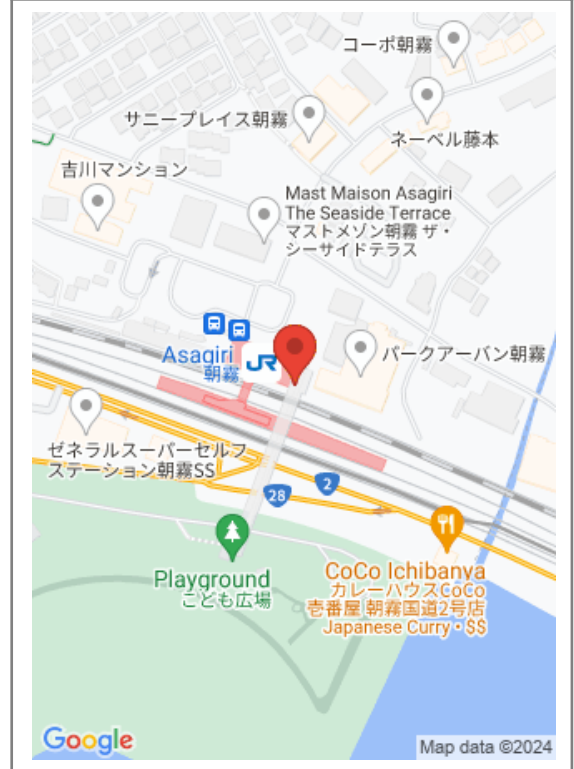 コーポ朝霧
サニープレイス朝霧
ネーベル藤本
吉川マンション
Mast Maison Asagiri
The Seaside Terrace
マストメゾン朝霧 ザ・
シーサイドテラス
Asagiri
朝霧
JR
パークアーバン朝霧
ゼネラルスーパーセルフ
ステーション朝霧SS
2
28
Playground
こども広場
CoCo Ichibanya
カレーハウスCoCo
壱番屋 朝霧国道2号店
Japanese Curry • $$
Google
Map data ©2024